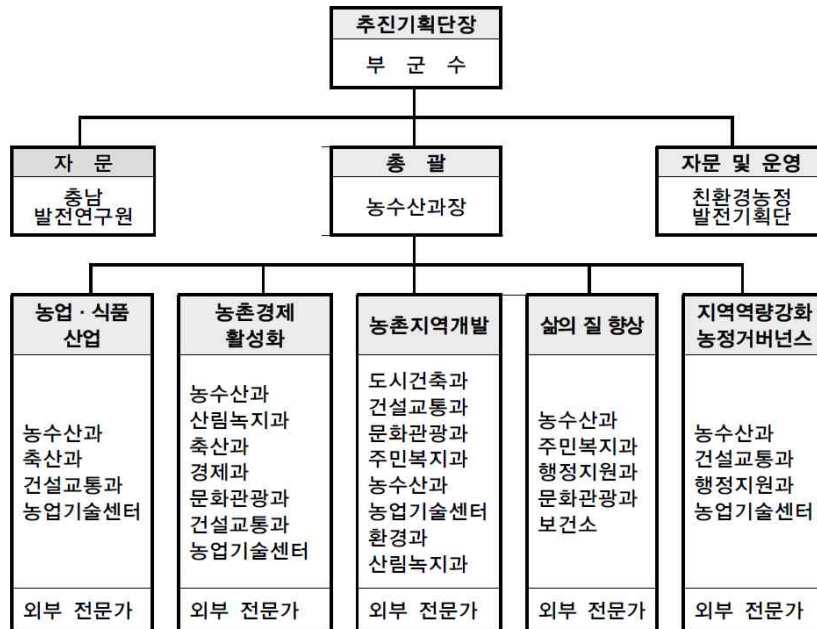 추진기획단장
부 군 수
자 문
충남
발전연구원
총 괄
농수산과장
자문 및 운영
친환경농정
발전기획단
농업 · 식품
산업
농수산과
축산과
건설교통과
농업기술센터
외부 전문가
농촌경제
활성화
농수산과
산림녹지과
축산과
경제과
문화관광과
건설교통과
농업기술센터
외부 전문가
농촌지역개발
도시건축과
건설교통과
문화관광과
주민복지과
농수산과
농업기술센터
환경과
산림녹지과
외부 전문가
삶의 질 향상
농수산과
주민복지과
행정지원과
문화관광과
보건소
외부 전문가
지역역량강화
농정거버넌스
농수산과
건설교통과
행정지원과
농업기술센터
외부 전문가